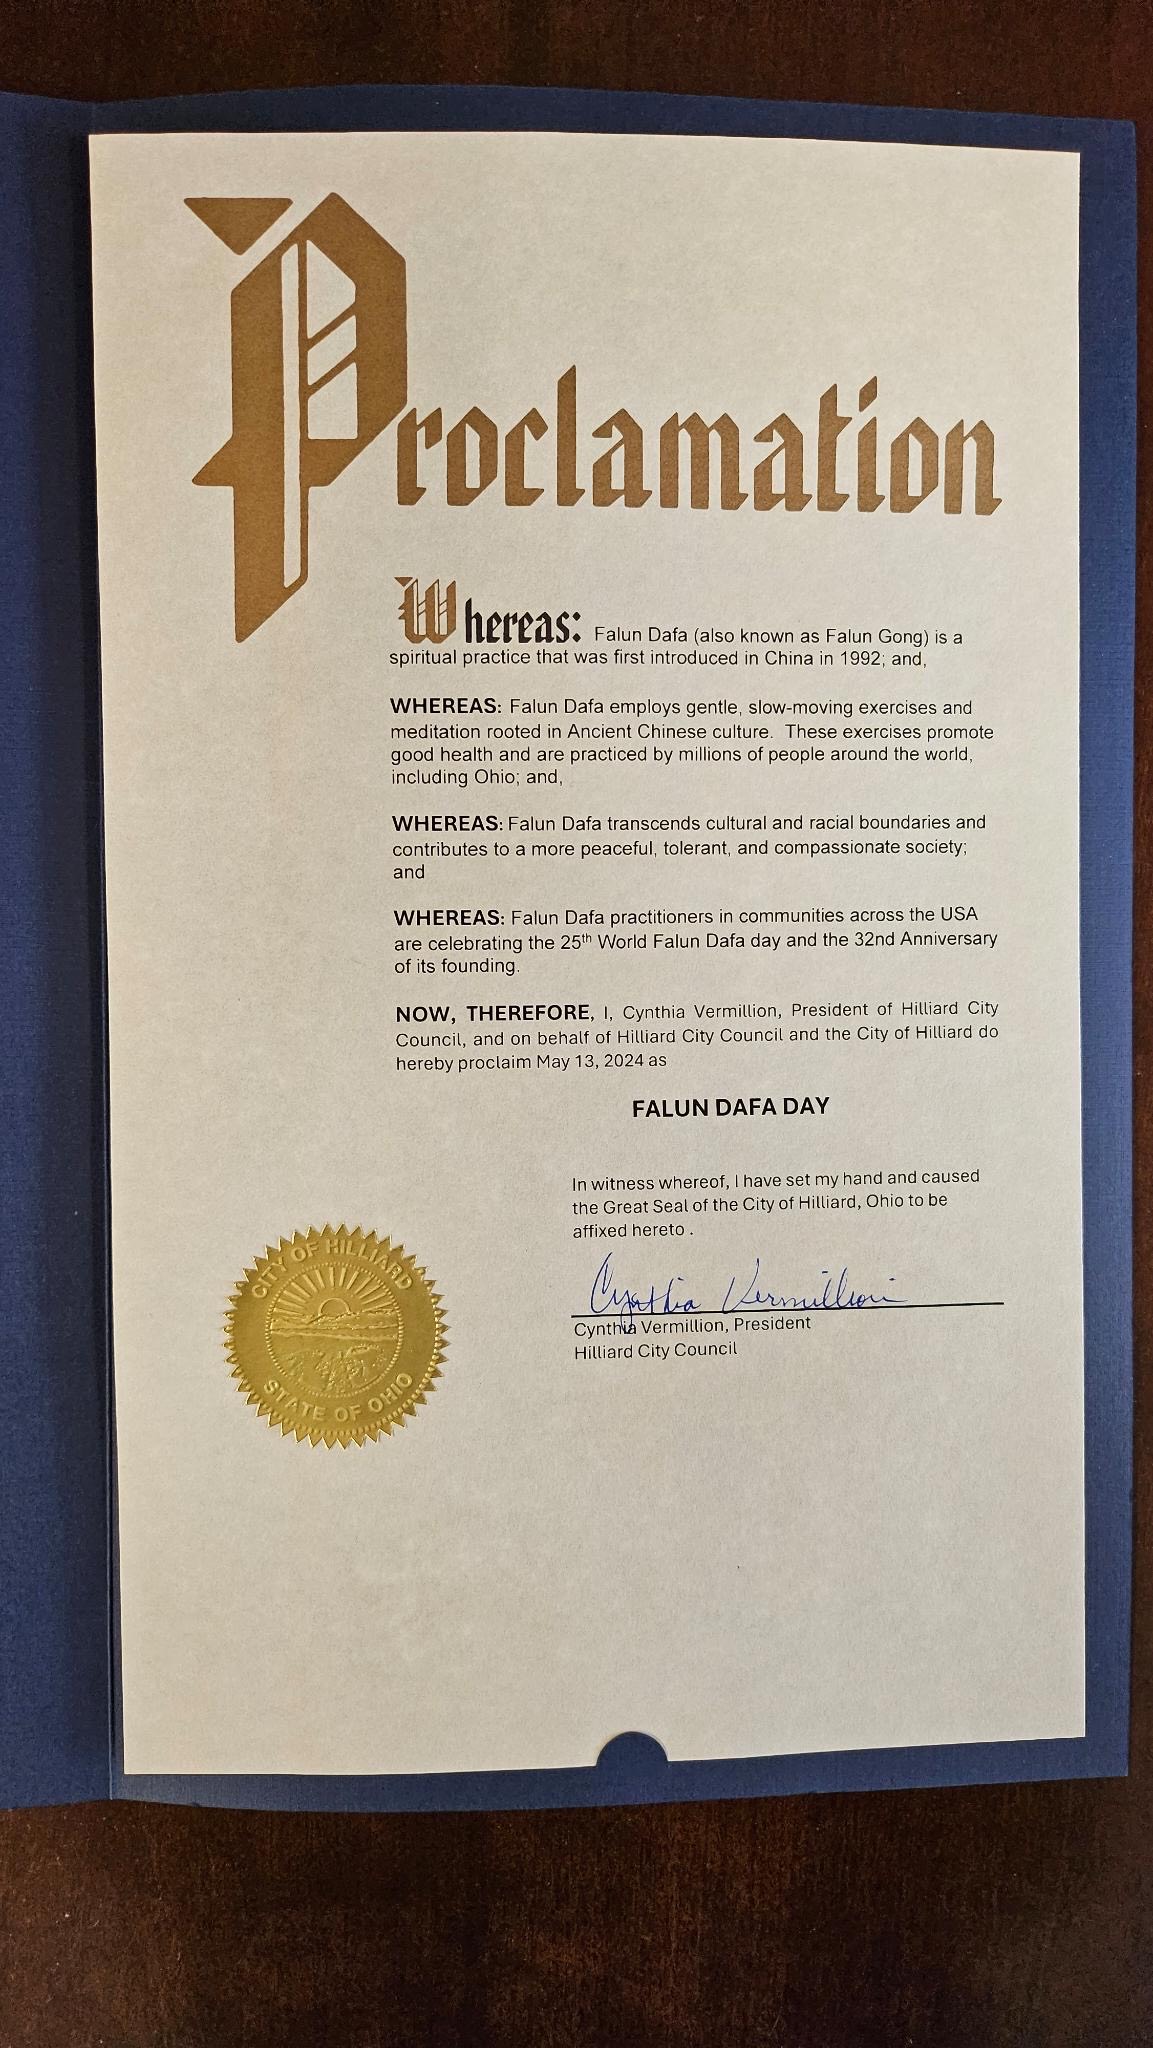 Proclamation
Whereas: Falun Dafa (also known as Falun Gong) is a
spiritual practice that was first introduced in China in 1992; and,
WHEREAS: Falun Dafa employs gentle, slow-moving exercises and
meditation rooted in Ancient Chinese culture. These exercises promote
good health and are practiced by millions of people around the world,
including Ohio; and,
WHEREAS: Falun Dafa transcends cultural and racial boundaries and
contributes to a more peaceful, tolerant, and compassionate society;
and
WHEREAS: Falun Dafa practitioners in communities across the USA
are celebrating the 25th World Falun Dafa day and the 32nd Anniversary
of its founding.
NOW, THEREFORE, I, Cynthia Vermillion, President of Hilliard City
Council, and on behalf of Hilliard City Council and the City of Hilliard do
hereby proclaim May 13, 2024 as
FALUN DAFA DAY
In witness whereof, I have set my hand and caused
the Great Seal of the City of Hilliard, Ohio to be
affixed hereto .
Cynthia Vermillion
Cynthia Vermillion, President
Hilliard City Council
CITY OF HILLIARD
STATE OF OHIO